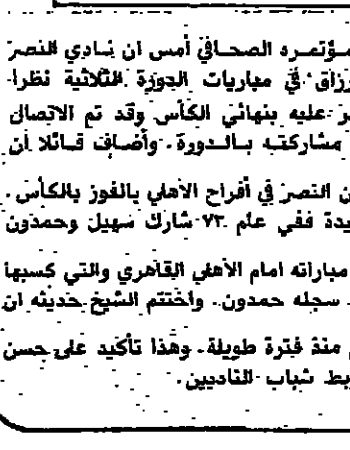 مؤتمره الصحافي أمس ان نادي النصر
رزاق في مباريات الدورة الثلاثية نظرا
عليه بنهائي الكأس وقد تم الاتصال
مشاركته بالدورة . وأضاف قائلا ان
ن النصر في أفراح الاهلي بالفوز بالكأس .
يدة ففي عام ٧٣ شارك سهيل وحمدون
مباراته امام الأهلي القاهري والتي كسبها
سجله حمدون . واختتم الشيخ حديثه ان
منذ فترة طويلة . وهذا تأكيد على حسن
ربط شباب الناديين .